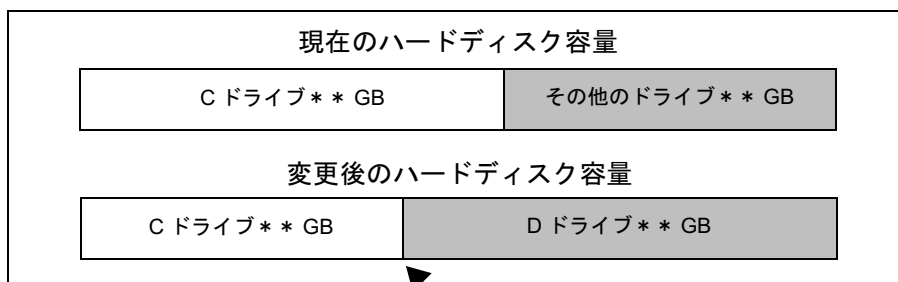 現在のハードディスク容量
C ドライブ＊＊ GB
その他のドライブ＊＊ GB
変更後のハードディスク容量
C ドライブ＊＊ GB
D ドライブ＊＊ GB